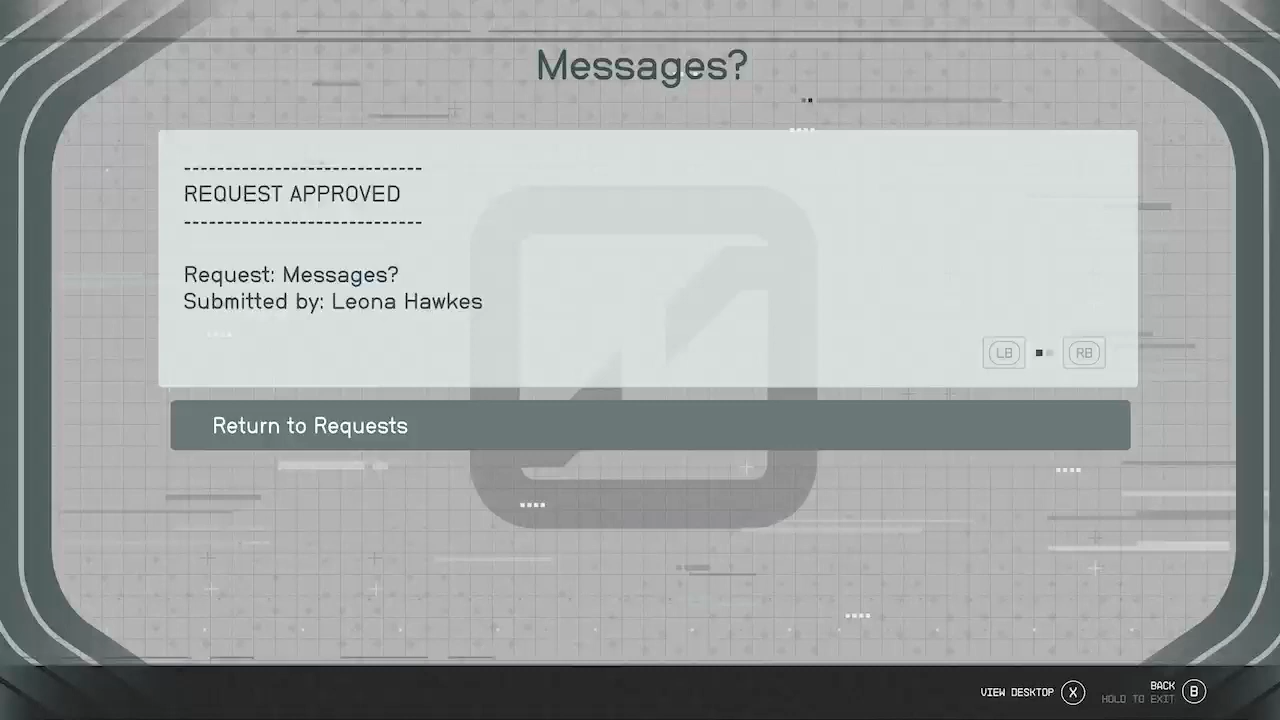 Messages?
--------------------------
REQUEST APPROVED
--------------------------
Request: Messages?
Submitted by: Leona Hawkes
LB RB
Return to Requests
VIEW DESKTOP X
BACK B
HOLD TO EXIT